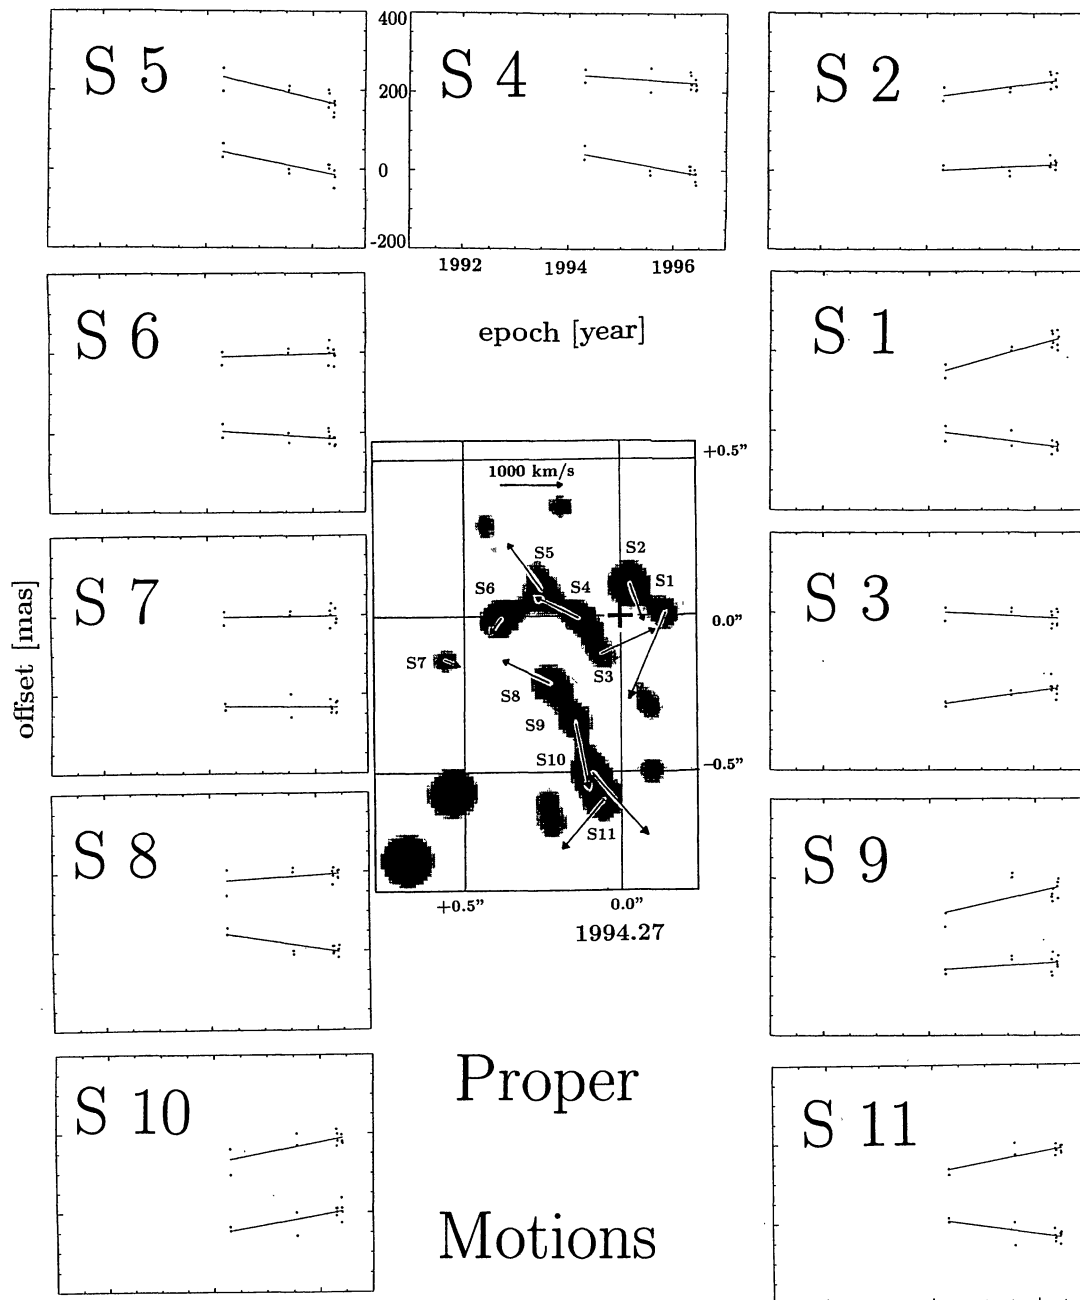 S 5
400
S 4
S 2
200
0
-200
1992
1994
1996
S 6
epoch [year]
S 1
+0.5"
1000 km/s
S 7
offset [mas]
S5
S2
S6
S4
S1
S 3
0.0"
S7
S3
S8
S9
S10
-0.5"
S11
S 8
S 9
+0.5"
0.0"
1994.27
S 10
Proper
S 11
Motions